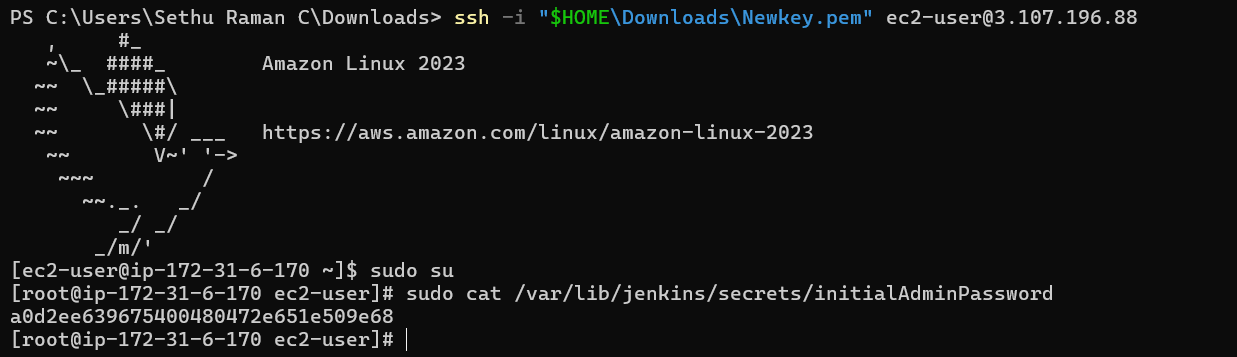 PS C:\Users\Sethu Raman C\Downloads> ssh -i "$HOME\Downloads\Newkey.pem" ec2-user@3.107.196.88
   ,     #_
   ~\_  ####_        Amazon Linux 2023
  ~~  \_#####\
  ~~     \###|
  ~~       \#/ ___   https://aws.amazon.com/linux/amazon-linux-2023
   ~~       V~' '->
    ~~~         /
      ~~._.   _/
         _/ _/
       _/m/'
[ec2-user@ip-172-31-6-170 ~]$ sudo su
[root@ip-172-31-6-170 ec2-user]# sudo cat /var/lib/jenkins/secrets/initialAdminPassword
a0d2ee639675400480472e651e509e68
[root@ip-172-31-6-170 ec2-user]#